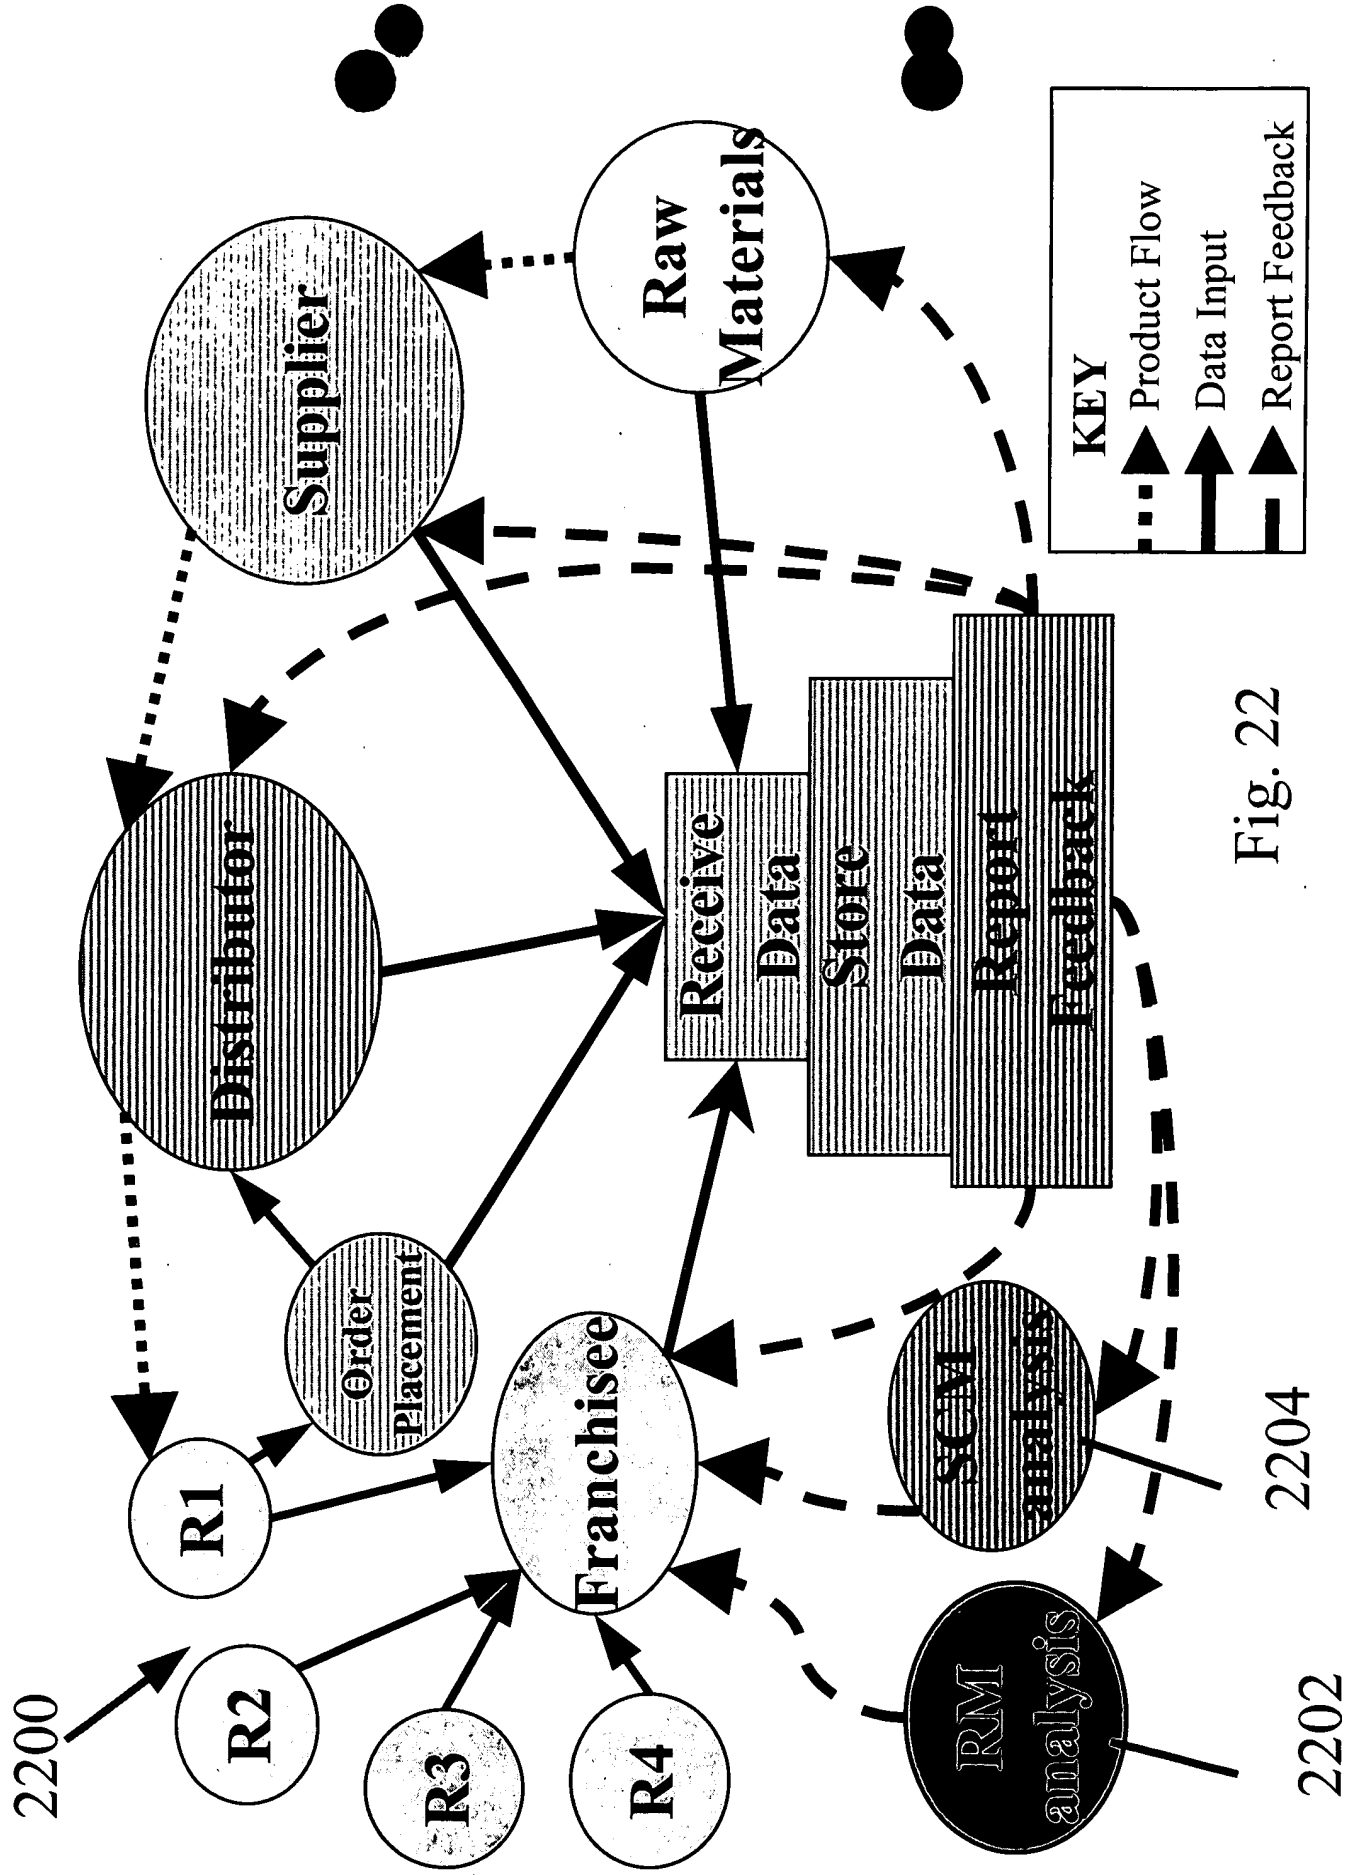 2200
R1
R2
R3
R4
Order
Placement
Distributor
Supplier
Franchisee
Raw
Materials
Receive
Data
Store
Data
Report
Feedback
RM
analysis
SCM
analysis
2202
2204
Fig. 22
KEY
Product Flow
Data Input
Report Feedback